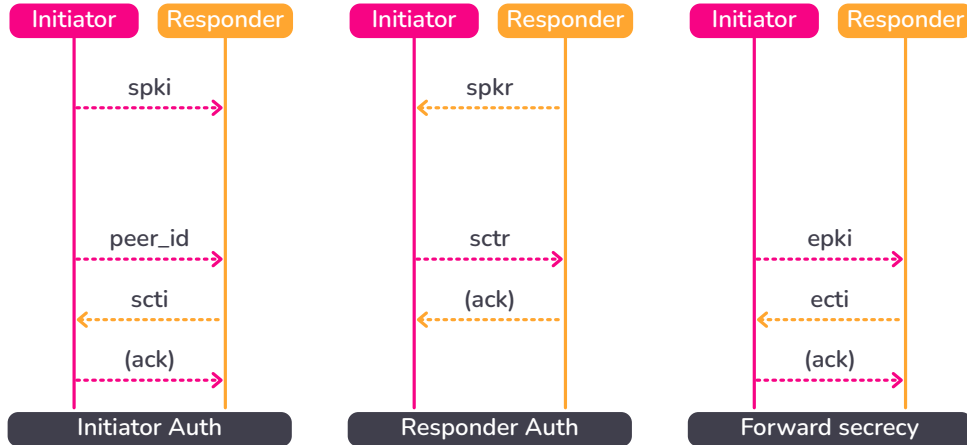 Initiator
Responder
spki
peer_id
scti
(ack)
Initiator Auth
Initiator
Responder
spkr
sctr
(ack)
Responder Auth
Initiator
Responder
epki
ecti
(ack)
Forward secrecy